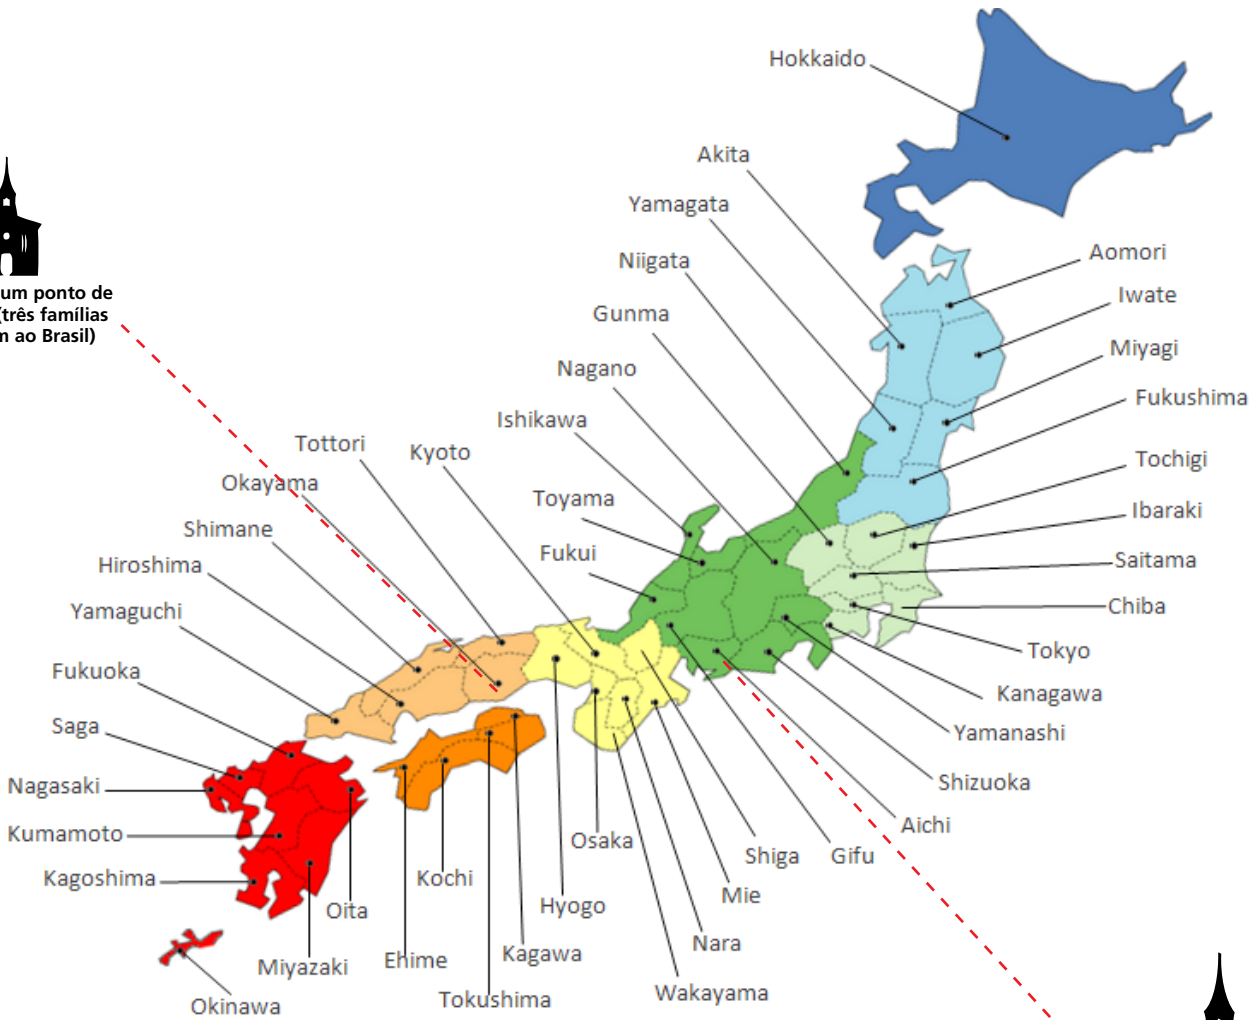 Hokkaido
Akita
Yamagata
Niigata
Aomori
Iwate
um ponto de
(três famílias
m ao Brasil)
Gunma
Miyagi
Nagano
Fukushima
Ishikawa
Tottori
Kyoto
Tochigi
Okayama
Toyama
Ibaraki
Shimane
Fukui
Saitama
Hiroshima
Chiba
Yamaguchi
Tokyo
Fukuoka
Kanagawa
Saga
Yamanashi
Nagasaki
Shizuoka
Kumamoto
Osaka
Aichi
Shiga
Gifu
Kagoshima
Kochi
Mie
Oita
Hyogo
Nara
Miyazaki
Ehime
Kagawa
Okinawa
Tokushima
Wakayama